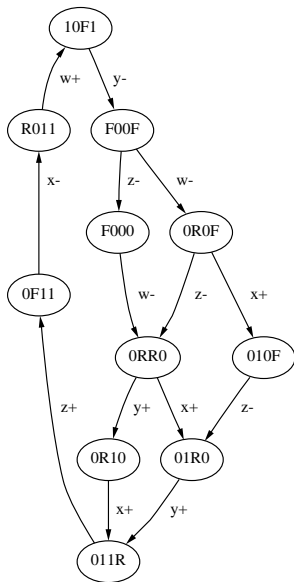 10F1
w+
y-
R011
F00F
z-
w-
x-
F000
0R0F
w-
z-
x+
0F11
0RR0
010F
z+
y+
x+
z-
0R10
01R0
x+
y+
011R